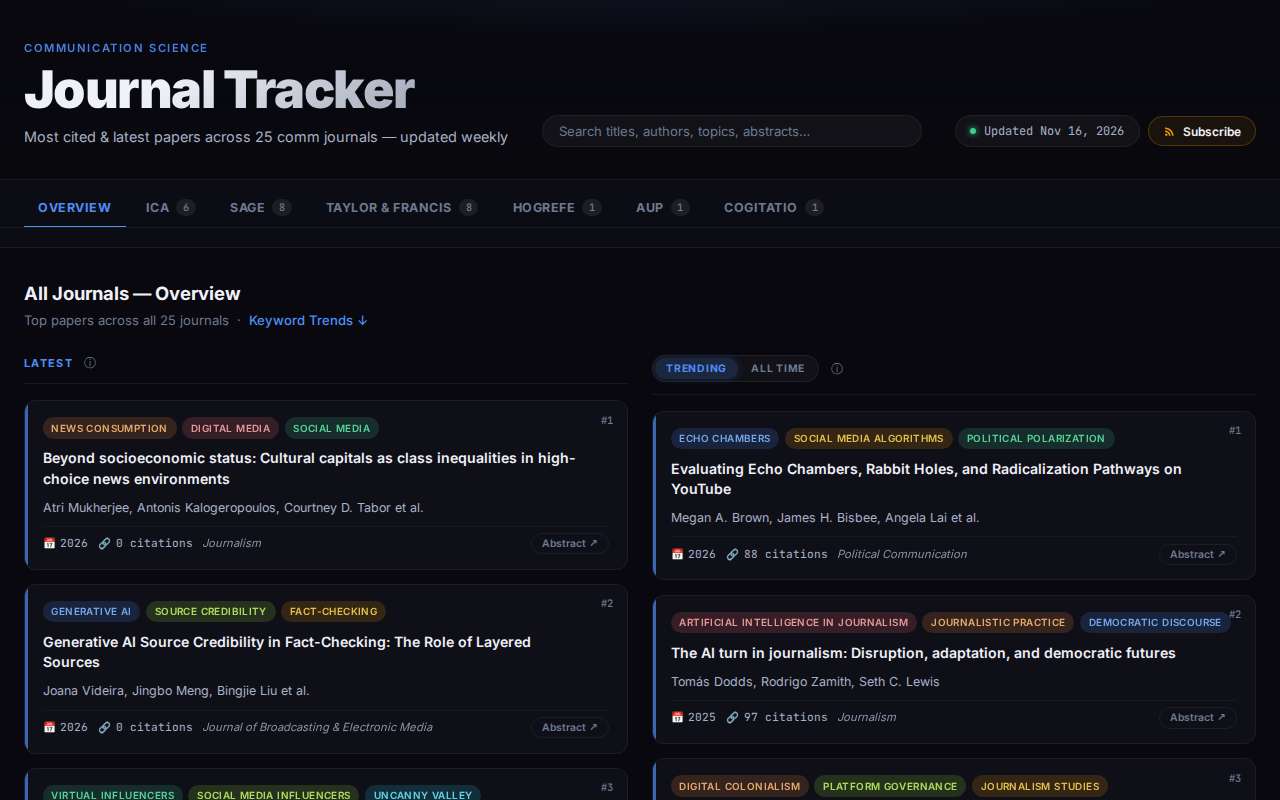 COMMUNICATION SCIENCE
Journal Tracker
Most cited & latest papers across 25 comm journals — updated weekly
Search titles, authors, topics, abstracts...
Updated Nov 16, 2026
Subscribe
OVERVIEW
ICA 6
SAGE 8
TAYLOR & FRANCIS 8
HOGREFE 1
AUP 1
COGITATIO 1
All Journals — Overview
Top papers across all 25 journals · Keyword Trends ↓
LATEST ⓘ
#1
NEWS CONSUMPTION DIGITAL MEDIA SOCIAL MEDIA
Beyond socioeconomic status: Cultural capitals as class inequalities in high-
choice news environments
Atri Mukherjee, Antonis Kalogeropoulos, Courtney D. Tabor et al.
2026 0 citations Journalism Abstract ↗
#2
GENERATIVE AI SOURCE CREDIBILITY FACT-CHECKING
Generative AI Source Credibility in Fact-Checking: The Role of Layered
Sources
Joana Videira, Jingbo Meng, Bingjie Liu et al.
2026 0 citations Journal of Broadcasting & Electronic Media Abstract ↗
#3
VIRTUAL INFLUENCERS SOCIAL MEDIA INFLUENCERS UNCANNY VALLEY
TRENDING ALL TIME ⓘ
#1
ECHO CHAMBERS SOCIAL MEDIA ALGORITHMS POLITICAL POLARIZATION
Evaluating Echo Chambers, Rabbit Holes, and Radicalization Pathways on
YouTube
Megan A. Brown, James H. Bisbee, Angela Lai et al.
2026 88 citations Political Communication Abstract ↗
#2
ARTIFICIAL INTELLIGENCE IN JOURNALISM JOURNALISTIC PRACTICE DEMOCRATIC DISCOURSE
The AI turn in journalism: Disruption, adaptation, and democratic futures
Tomás Dodds, Rodrigo Zamith, Seth C. Lewis
2025 97 citations Journalism Abstract ↗
#3
DIGITAL COLONIALISM PLATFORM GOVERNANCE JOURNALISM STUDIES